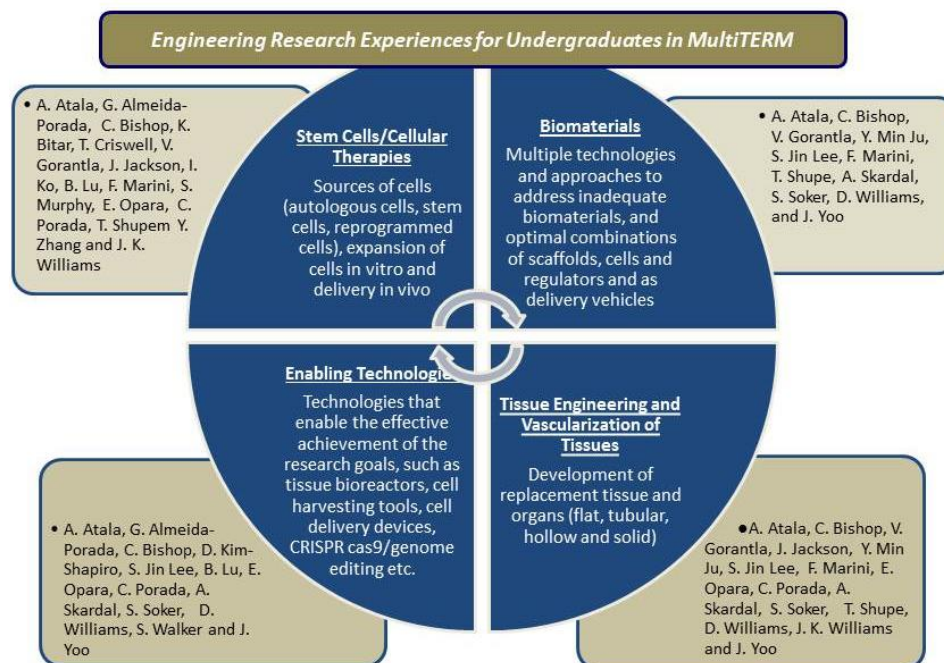 Engineering Research Experiences for Undergraduates in MultiTERM
• A. Atala, G. Almeida-
Porada, C. Bishop, K.
Bitar, T. Criswell, V.
Gorantla, J. Jackson, I.
Ko, B. Lu, F. Marini, S.
Murphy, E. Opara, C.
Porada, T. Shupem Y.
Zhang and J. K.
Williams
Stem Cells/Cellular
Therapies
Sources of cells
(autologous cells, stem
cells, reprogrammed
cells), expansion of
cells in vitro and
delivery in vivo
Biomaterials
Multiple technologies
and approaches to
address inadequate
biomaterials, and
optimal combinations
of scaffolds, cells and
regulators and as
delivery vehicles
• A. Atala, C. Bishop,
V. Gorantla, Y. Min Ju,
S. Jin Lee, F. Marini,
T. Shupe, A. Skardal,
S. Soker, D. Williams,
and J. Yoo
• A. Atala, G. Almeida-
Porada, C. Bishop, D. Kim-
Shapiro, S. Jin Lee, B. Lu, E.
Opara, C. Porada, A.
Skardal, S. Soker, D.
Williams, S. Walker and J.
Yoo
Enabling Technologie
Technologies that
enable the effective
achievement of the
research goals, such as
tissue bioreactors, cell
harvesting tools, cell
delivery devices,
CRISPR cas9/genome
editing etc.
Tissue Engineering and
Vascularization of
Tissues
Development of
replacement tissue and
organs (flat, tubular,
hollow and solid)
●A. Atala, C. Bishop, V.
Gorantla, J. Jackson, Y. Min
Ju, S. Jin Lee, F. Marini, E.
Opara, C. Porada, A.
Skardal, S. Soker, T. Shupe,
D. Williams, J. K. Williams
and J. Yoo